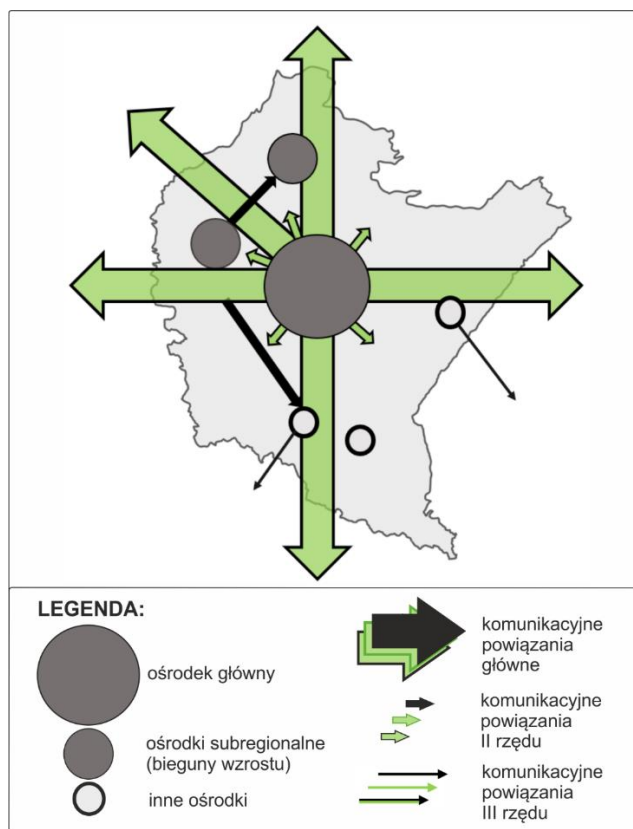 LEGENDA:
ośrodek główny
ośrodki subregionalne
(bieguny wzrostu)
inne ośrodki
komunikacyjne
powiązania
główne
komunikacyjne
powiązania
II rzędu
komunikacyjne
powiązania
III rzędu